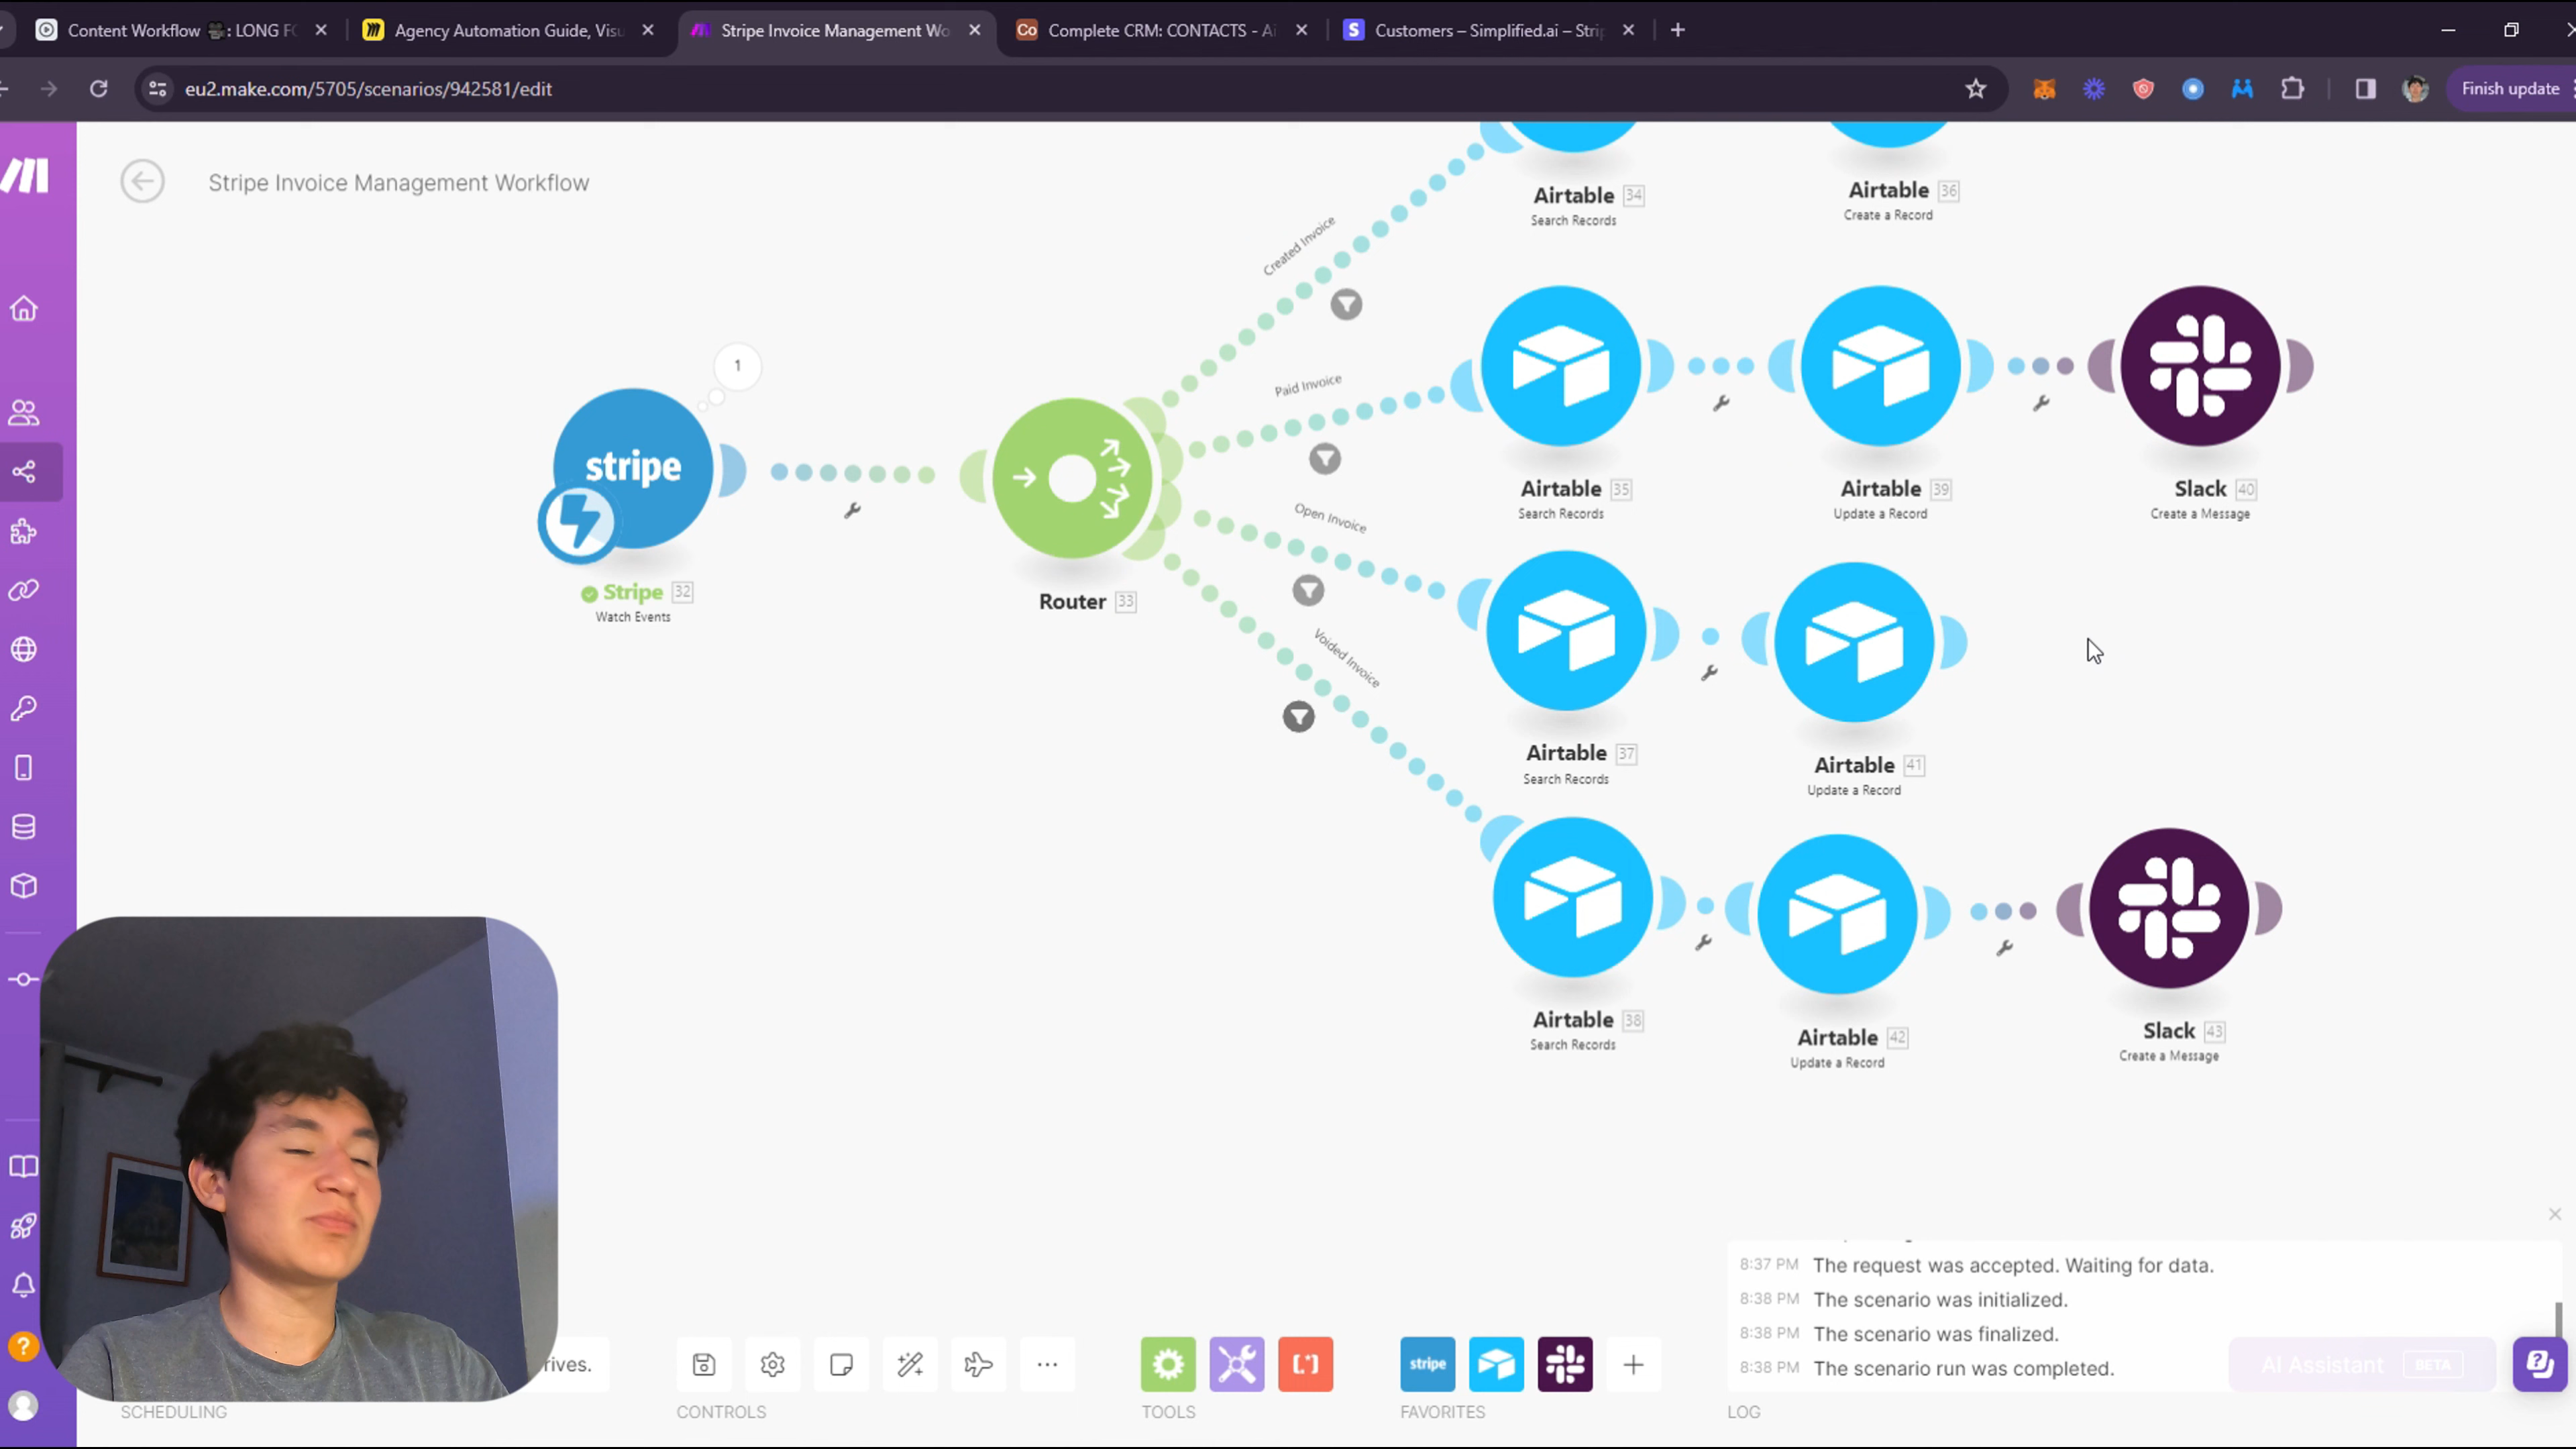 Content Workflow 🎥: LONG FO
Agency Automation Guide, Visu
Stripe Invoice Management Wo
Co
Complete CRM: CONTACTS - Ai
S
Customers – Simplified.ai – Strip
eu2.make.com/5705/scenarios/942581/edit
Finish update
Stripe Invoice Management Workflow
Airtable 34
Search Records
Airtable 36
Create a Record
Created Invoice
1
stripe
Stripe 32
Watch Events
Router 33
Paid Invoice
Airtable 35
Search Records
Airtable 39
Update a Record
Slack 40
Create a Message
Open Invoice
Airtable 37
Search Records
Airtable 41
Update a Record
Voided Invoice
Airtable 38
Search Records
Airtable 42
Update a Record
Slack 43
Create a Message
8:37 PM The request was accepted. Waiting for data.
8:38 PM The scenario was initialized.
8:38 PM The scenario was finalized.
8:38 PM The scenario run was completed.
rives.
stripe
AI Assistant BETA
SCHEDULING
CONTROLS
TOOLS
FAVORITES
LOG